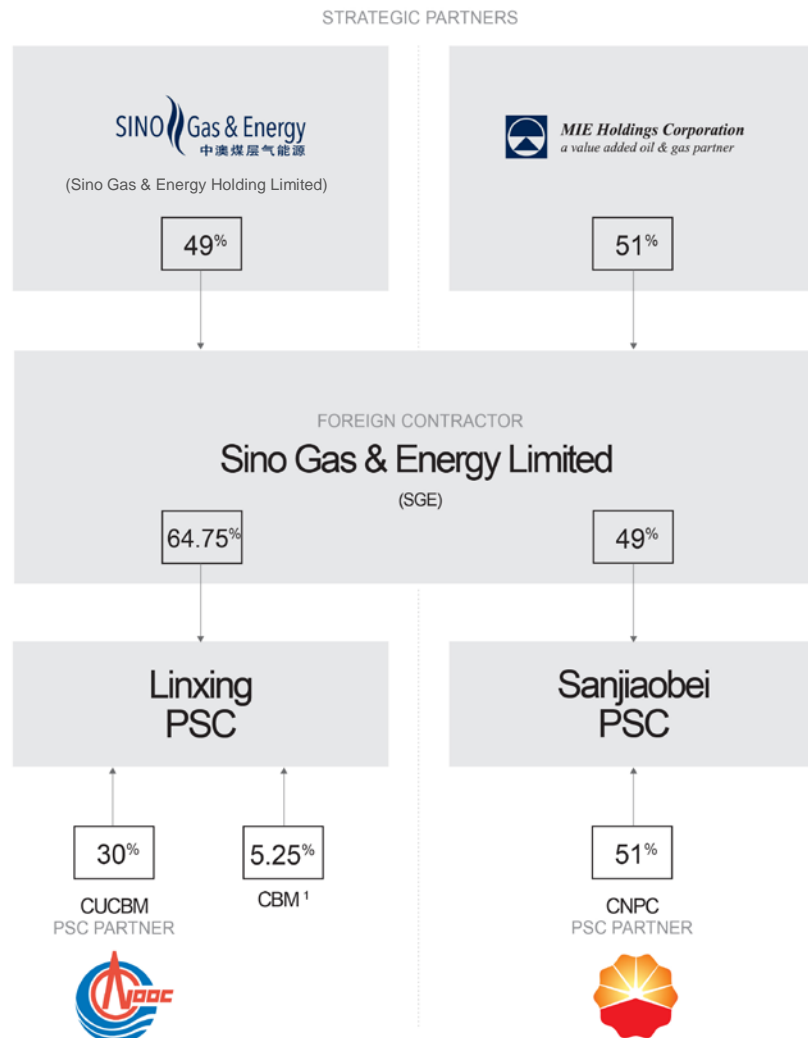 STRATEGIC PARTNERS
SINO Gas & Energy
中澳煤层气能源
(Sino Gas & Energy Holding Limited)
49%
MIE Holdings Corporation
a value added oil & gas partner
51%
FOREIGN CONTRACTOR
Sino Gas & Energy Limited
(SGE)
64.75%
49%
Linxing
PSC
Sanjiaobei
PSC
30%
CUCBM
PSC PARTNER
5.25%
CBM ¹
51%
CNPC
PSC PARTNER
CNOOC